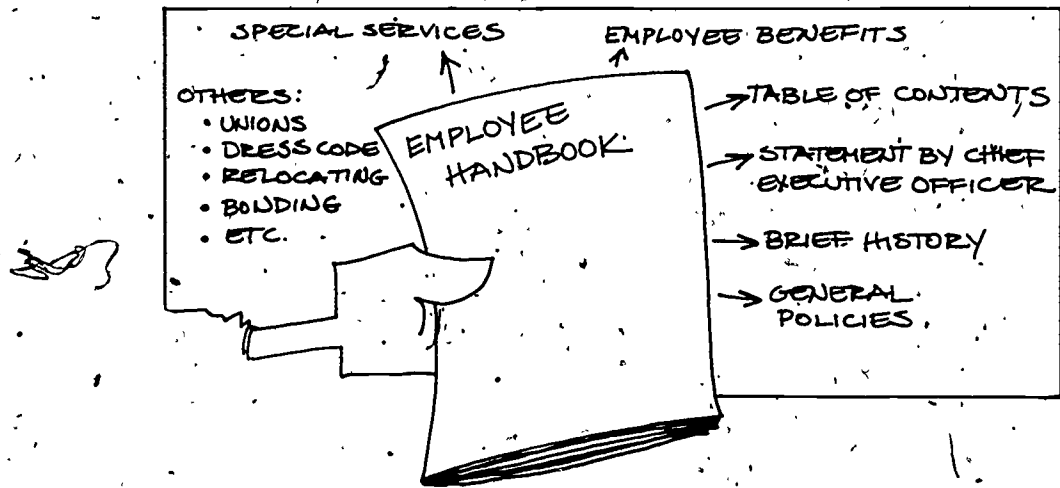 SPECIAL SERVICES
EMPLOYEE BENEFITS
OTHERS:
• UNIONS
• DRESS CODE
• RELOCATING
• BONDING
• ETC.
EMPLOYEE
HANDBOOK
TABLE OF CONTENTS
STATEMENT BY CHIEF
EXECUTIVE OFFICER
BRIEF HISTORY
GENERAL
POLICIES